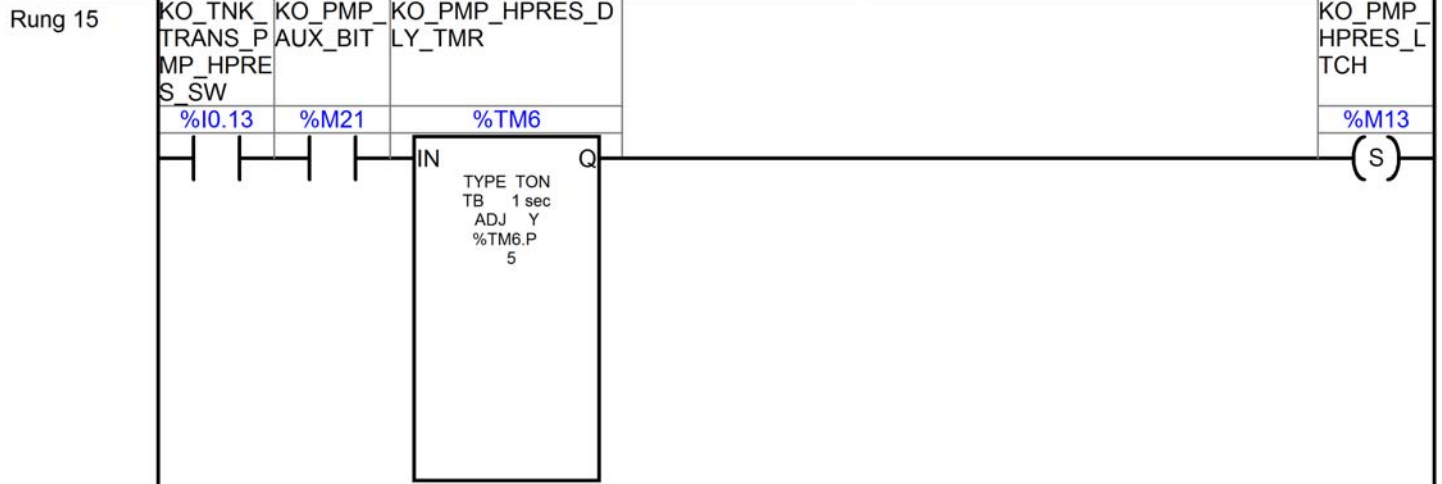 Rung 15
KO_TNK_
TRANS_P
MP_HPRE
S_SW
KO_PMP_
AUX_BIT
KO_PMP_HPRES_D
LY_TMR
KO_PMP_
HPRES_L
TCH
%I0.13
%M21
%TM6
%M13
IN
Q
S
TYPE TON
TB 1 sec
ADJ Y
%TM6.P
5